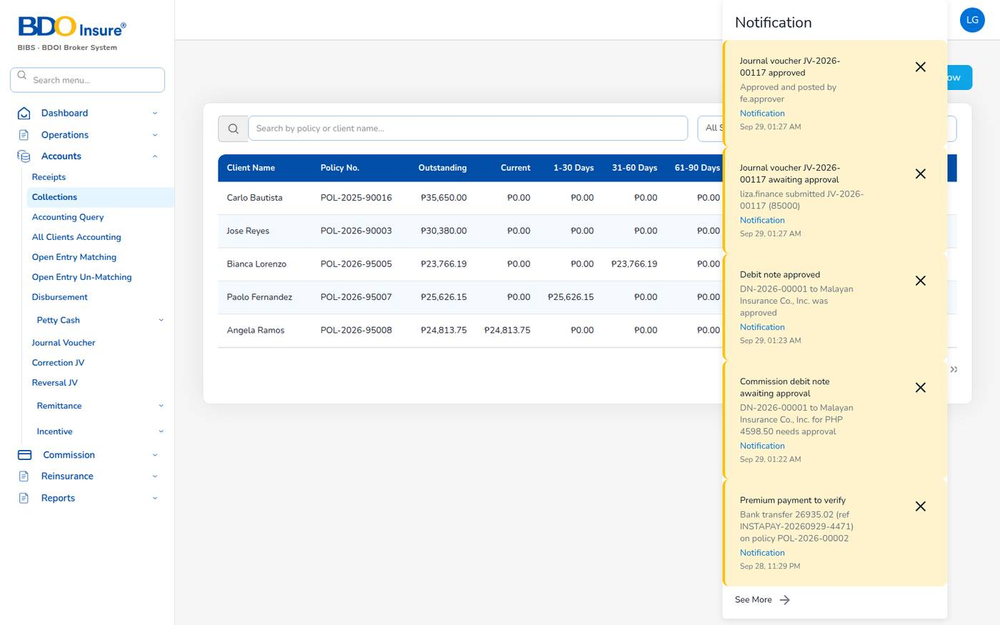 BDO Insure®
BIBS · BDOI Broker System
Search menu...
Dashboard
Operations
Accounts
Receipts
Collections
Accounting Query
All Clients Accounting
Open Entry Matching
Open Entry Un-Matching
Disbursement
Petty Cash
Journal Voucher
Correction JV
Reversal JV
Remittance
Incentive
Commission
Reinsurance
Reports
LG
Search by policy or client name...
Client Name Policy No. Outstanding Current 1-30 Days 31-60 Days 61-90 Days
Carlo Bautista POL-2025-90016 ₱35,650.00 ₱0.00 ₱0.00 ₱0.00 ₱0.00
Jose Reyes POL-2026-90003 ₱30,380.00 ₱0.00 ₱0.00 ₱0.00 ₱0.00
Bianca Lorenzo POL-2026-95005 ₱23,766.19 ₱0.00 ₱0.00 ₱23,766.19 ₱0.00
Paolo Fernandez POL-2026-95007 ₱25,626.15 ₱0.00 ₱25,626.15 ₱0.00 ₱0.00
Angela Ramos POL-2026-95008 ₱24,813.75 ₱24,813.75 ₱0.00 ₱0.00 ₱0.00
Notification
Journal voucher JV-2026-
00117 approved
Approved and posted by
fe.approver
Notification
Sep 29, 01:27 AM
Journal voucher JV-2026-
00117 awaiting approval
liza.finance submitted JV-2026-
00117 (85000)
Notification
Sep 29, 01:27 AM
Debit note approved
DN-2026-00001 to Malayan
Insurance Co., Inc. was
approved
Notification
Sep 29, 01:23 AM
Commission debit note
awaiting approval
DN-2026-00001 to Malayan
Insurance Co., Inc. for PHP
4598.50 needs approval
Notification
Sep 29, 01:22 AM
Premium payment to verify
Bank transfer 26935.02 (ref
INSTAPAY-20260929-4471)
on policy POL-2026-00002
Notification
Sep 28, 11:29 PM
See More